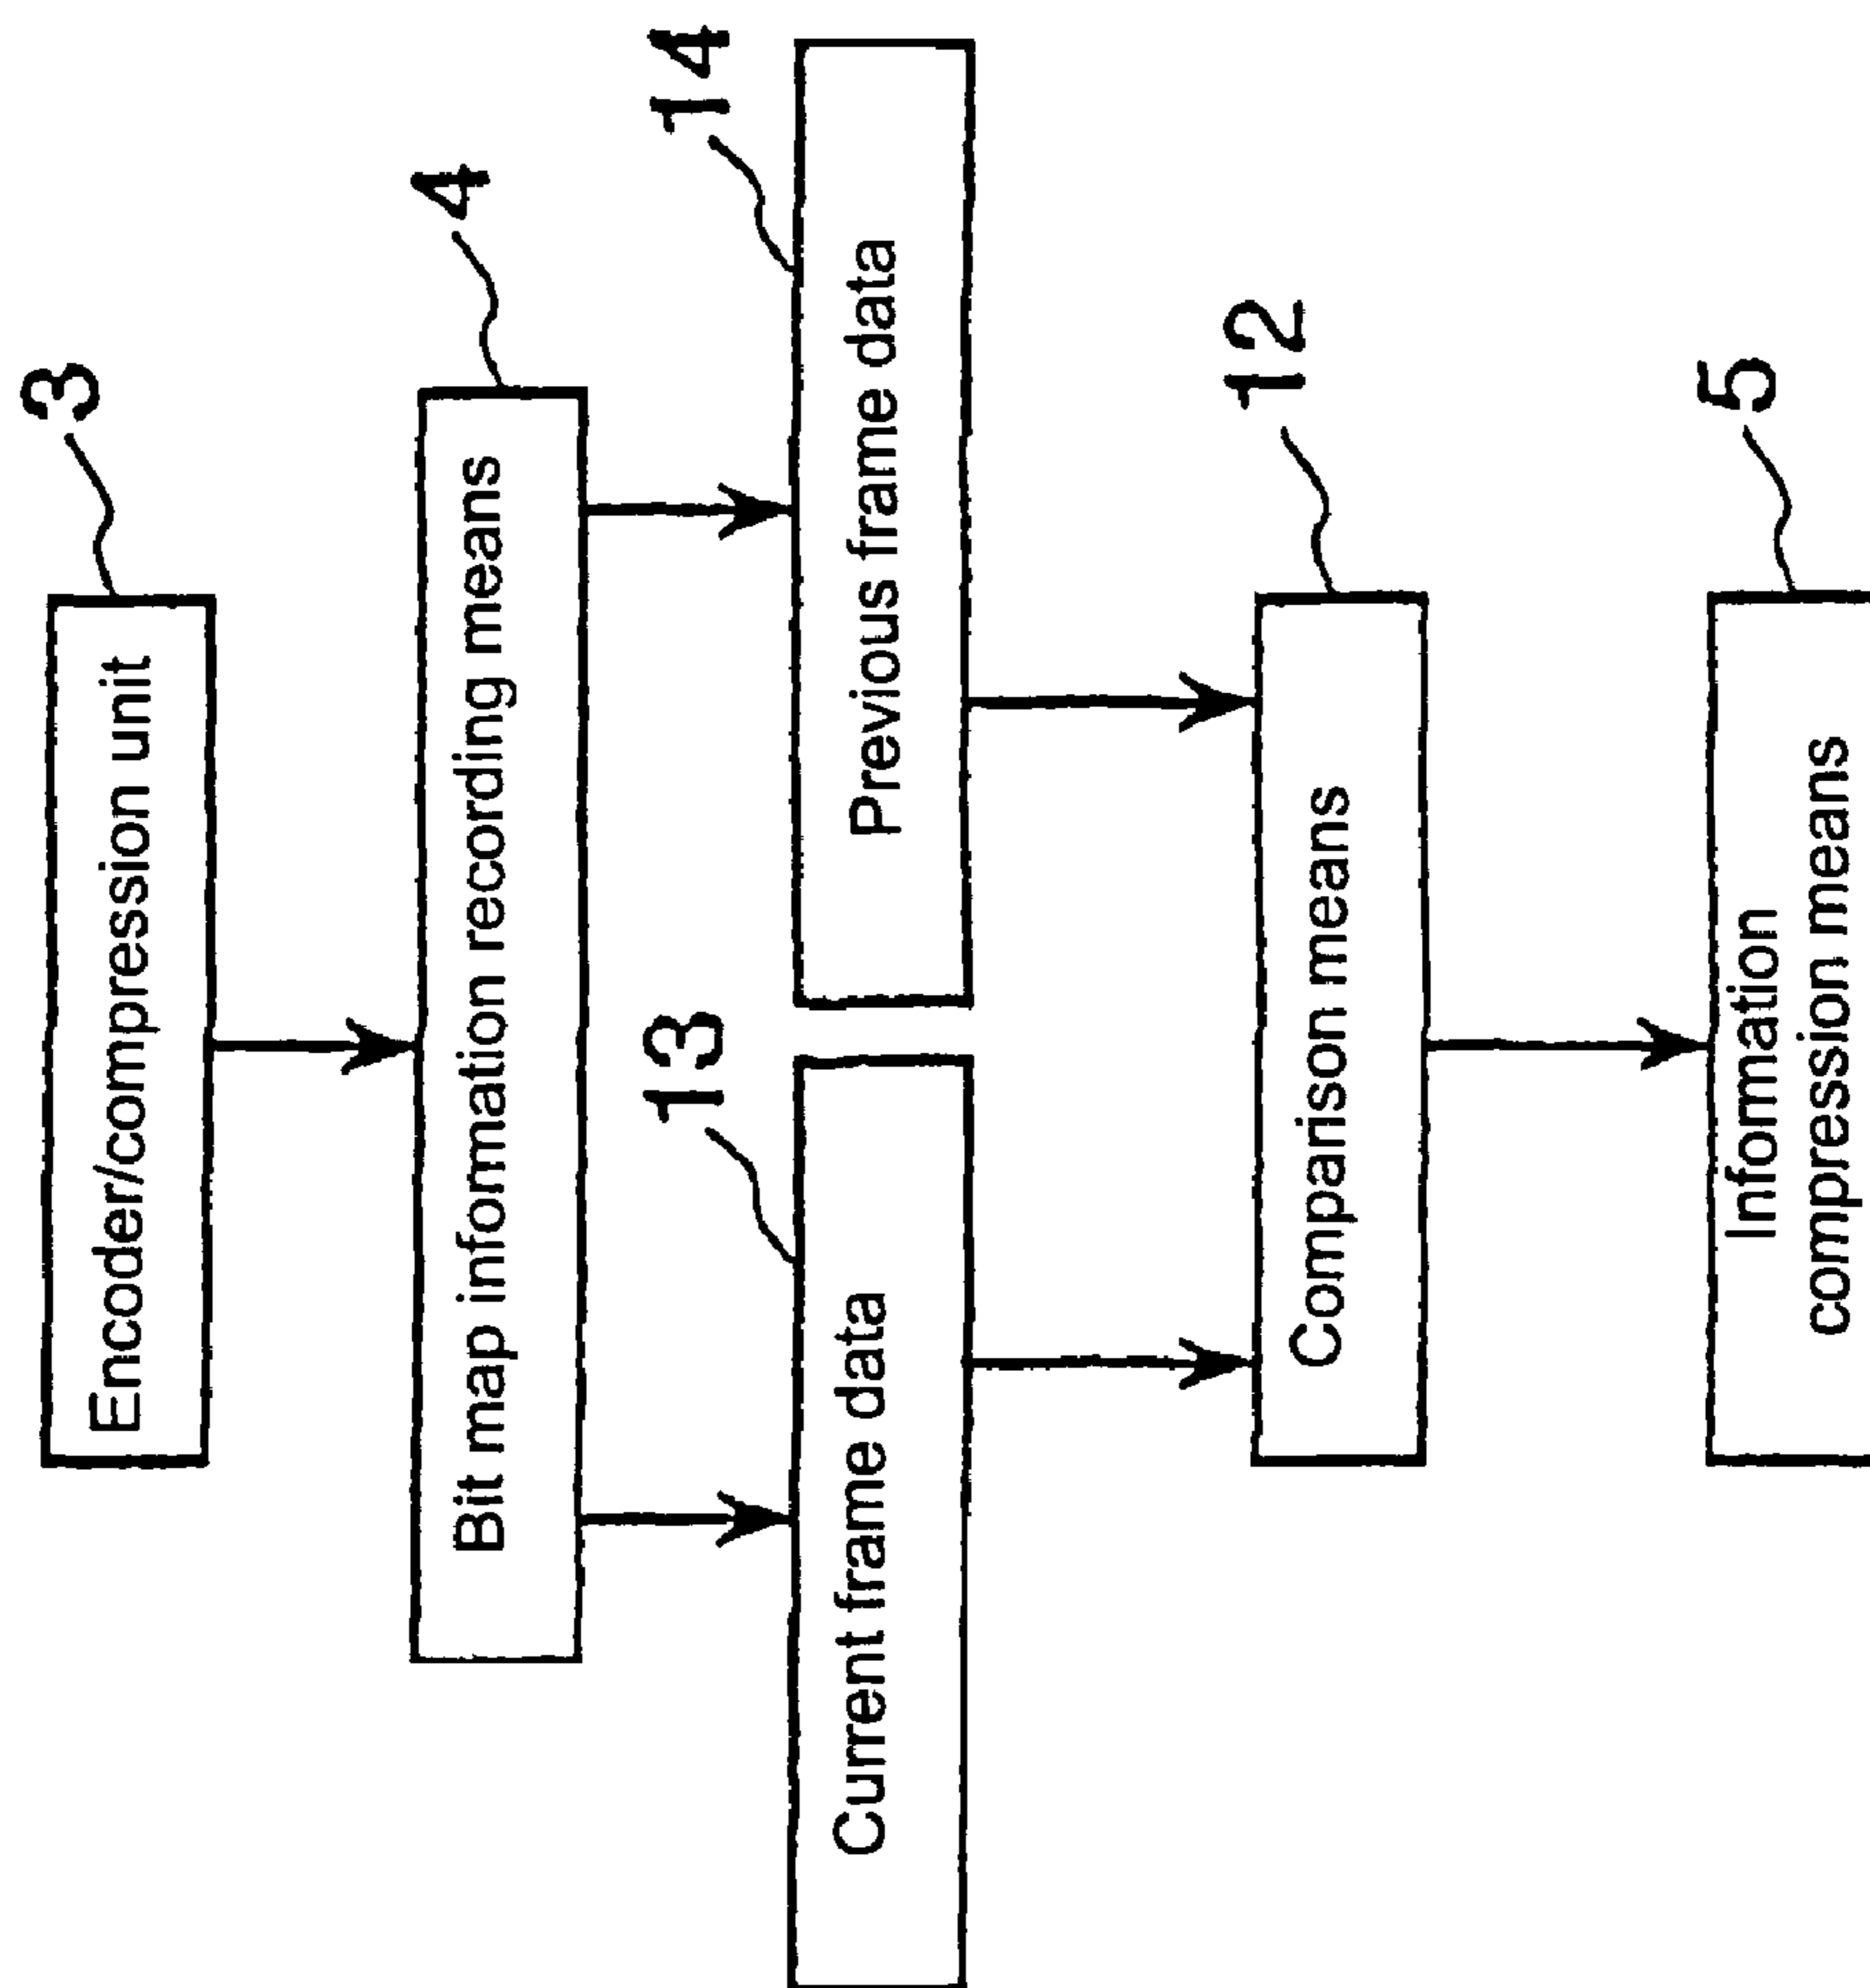 3
Encoder/compression unit
4
Bit map information recording means
13
Current frame data
14
Previous frame data
12
Comparison means
5
Information
compression means